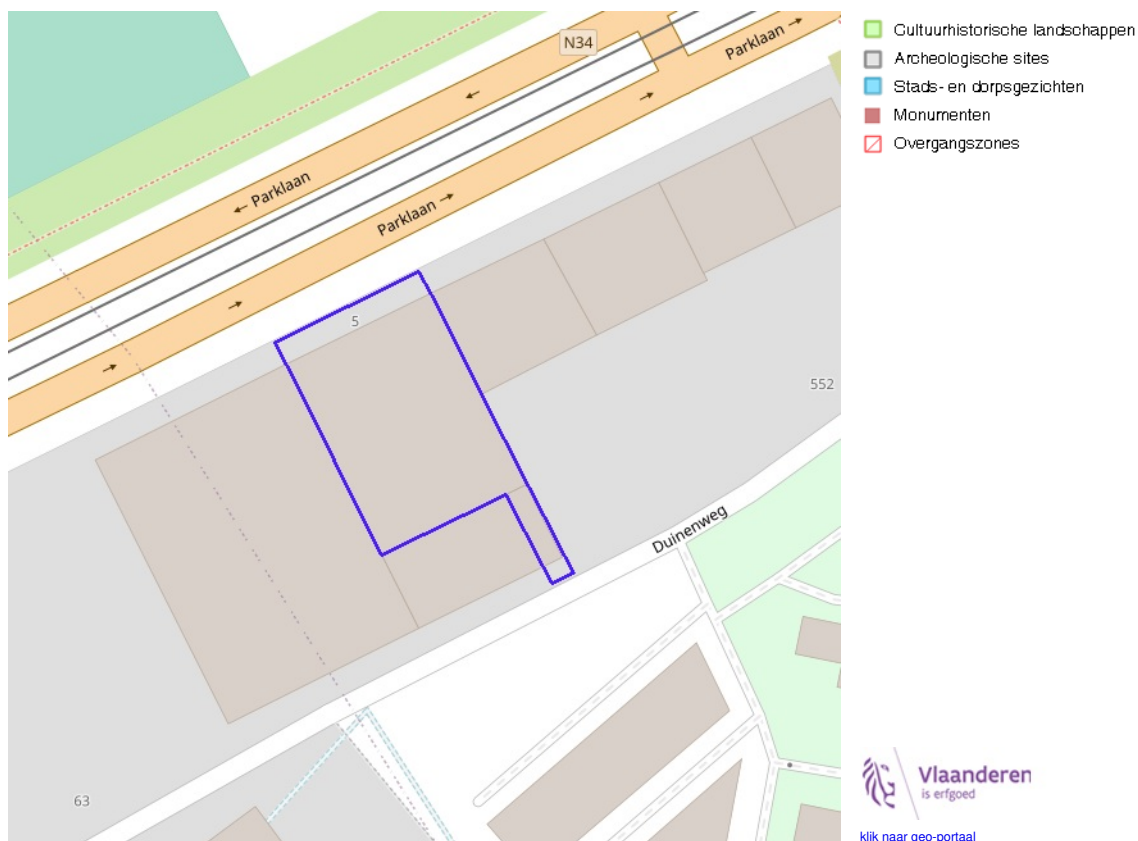 N34
Parklaan
Parklaan
Parklaan
5
552
Duinenweg
63
Cultuurhistorische landschappen
Archeologische sites
Stads- en dorpsgezichten
Monumenten
Overgangszones
Vlaanderen
is erfgoed
klik naar geo-portaal